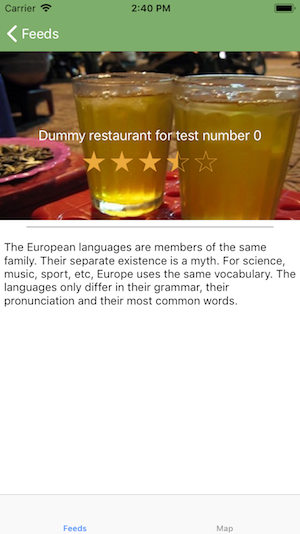 Carrier 2:40 PM
Feeds
Dummy restaurant for test number 0
The European languages are members of the same
family. Their separate existence is a myth. For science,
music, sport, etc, Europe uses the same vocabulary. The
languages only differ in their grammar, their
pronunciation and their most common words.
Feeds Map